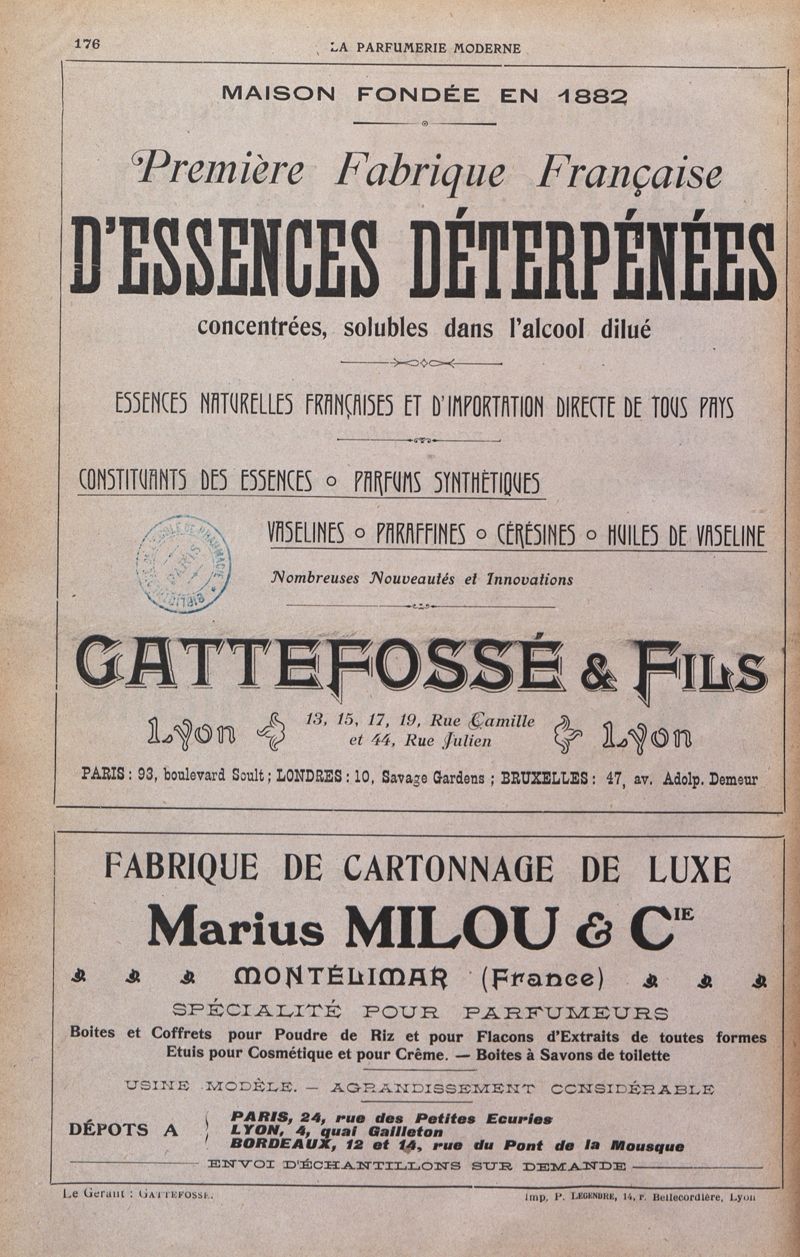 176
LA PARFUMERIE MODERNE
MAISON FONDÉE EN 1882
Première Fabrique Française
D'ESSENCES DÉTERPÉNÉES
concentrées, solubles dans l'alcool dilué
ESSENCES NATURELLES FRANÇAISES ET D'IMPORTATION DIRECTE DE TOUS PAYS
CONSTITUANTS DES ESSENCES o PARFUMS SYNTHÉTIQUES
VASELINES o PARAFFINES o CÉRÉSINES o HUILES DE VASELINE
Nombreuses Nouveautés et Innovations
GATTEFOSSÉ & FILS
Lyon 13, 15, 17, 19, Rue Camille Lyon
et 44, Rue Julien
PARIS : 93, boulevard Soult ; LONDRES : 10, Savage Gardens ; BRUXELLES : 47, av. Adolp. Demeur
FABRIQUE DE CARTONNAGE DE LUXE
Marius MILOU & CIE
MONTÉLIMAR (France)
SPÉCIALITÉ POUR PARFUMEURS
Boites et Coffrets pour Poudre de Riz et pour Flacons d'Extraits de toutes formes
Etuis pour Cosmétique et pour Crême. — Boites à Savons de toilette
USINE MODÈLE. — AGRANDISSEMENT CONSIDÉRABLE
DÉPOTS A
PARIS, 24, rue des Petites Ecuries
LYON, 4, quai Gailleton
BORDEAUX, 12 et 14, rue du Pont de la Mousque
ENVOI D'ÉCHANTILLONS SUR DEMANDE
Le Gérant : GATTEFOSSÉ.
Imp. P. LEGENDRE, 14, r. Bellecordière, Lyon